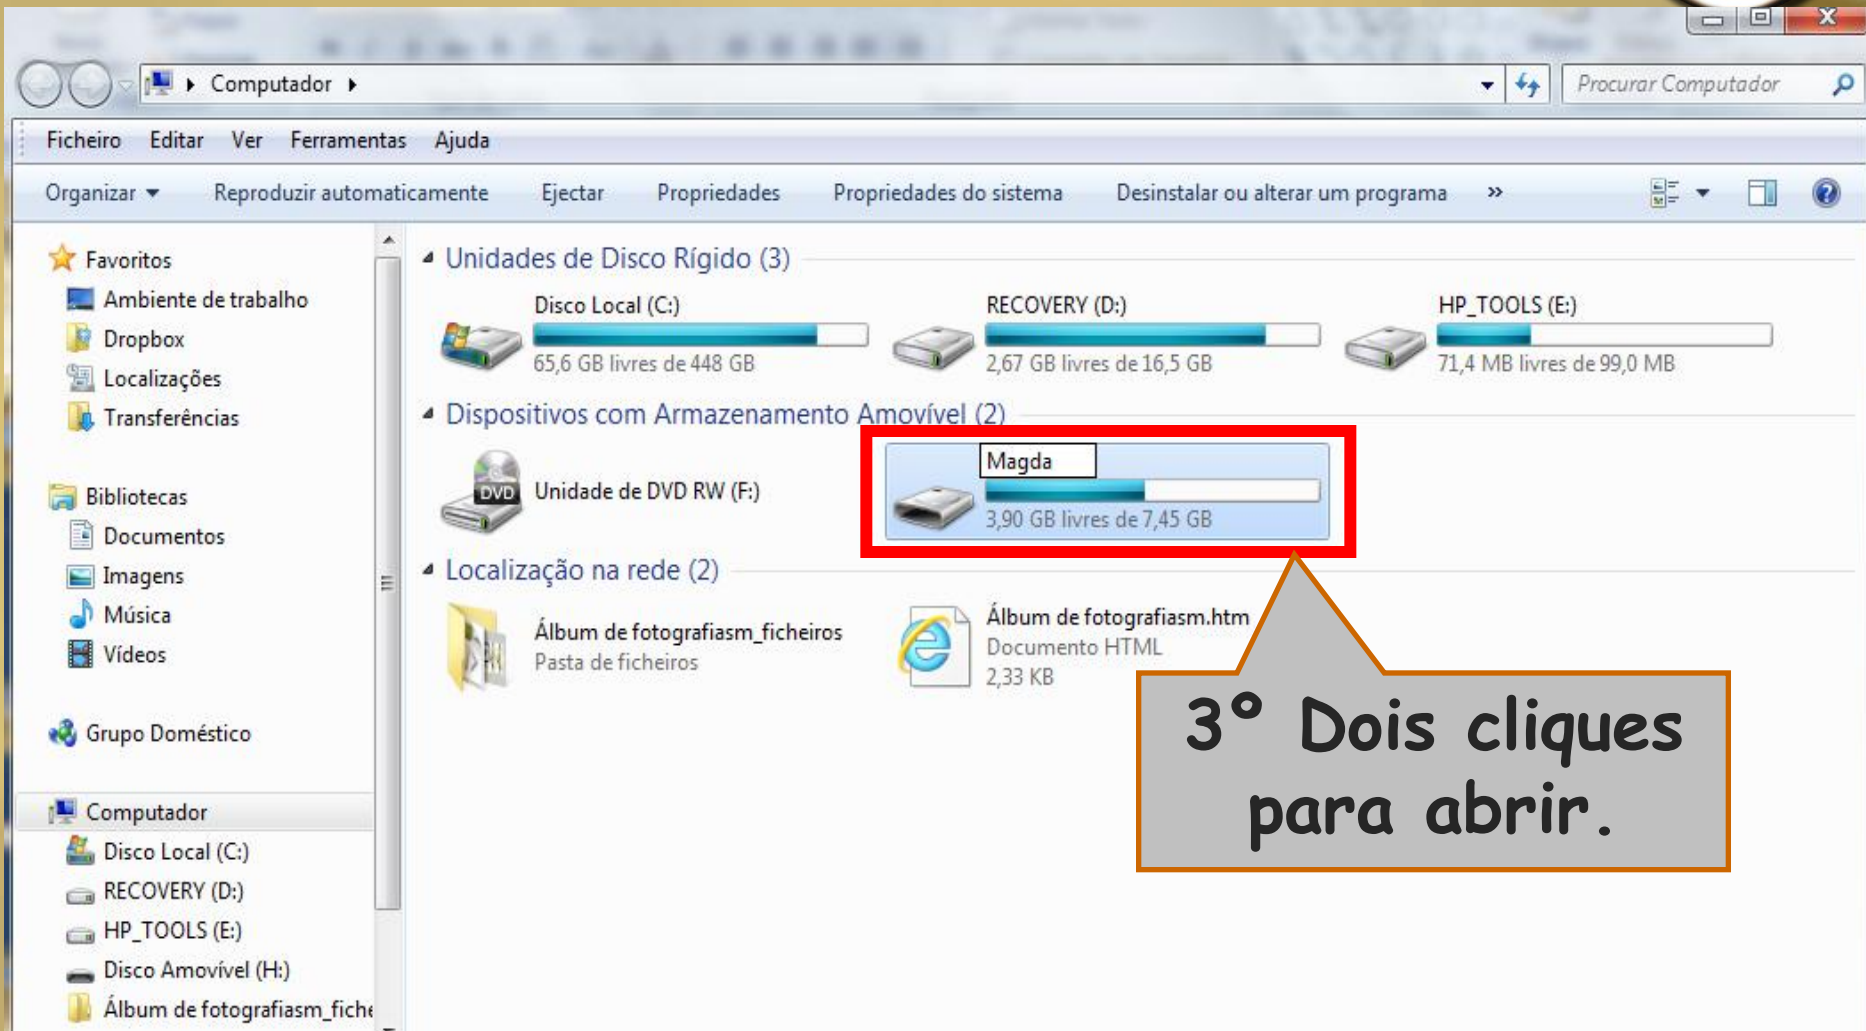 Computador
Procurar Computador
Ficheiro Editar Ver Ferramentas Ajuda
Organizar Reproduzir automaticamente Ejectar Propriedades Propriedades do sistema Desinstalar ou alterar um programa »
Favoritos
Ambiente de trabalho
Dropbox
Localizações
Transferências
Bibliotecas
Documentos
Imagens
Música
Vídeos
Grupo Doméstico
Computador
Disco Local (C:)
RECOVERY (D:)
HP_TOOLS (E:)
Disco Amovível (H:)
Álbum de fotografiasm_fiche
Unidades de Disco Rígido (3)
Disco Local (C:)
65,6 GB livres de 448 GB
RECOVERY (D:)
2,67 GB livres de 16,5 GB
HP_TOOLS (E:)
71,4 MB livres de 99,0 MB
Dispositivos com Armazenamento Amovível (2)
DVD
Unidade de DVD RW (F:)
Magda
3,90 GB livres de 7,45 GB
Localização na rede (2)
Álbum de fotografiasm_ficheiros
Pasta de ficheiros
Álbum de fotografiasm.htm
Documento HTML
2,33 KB
3º Dois cliques
para abrir.